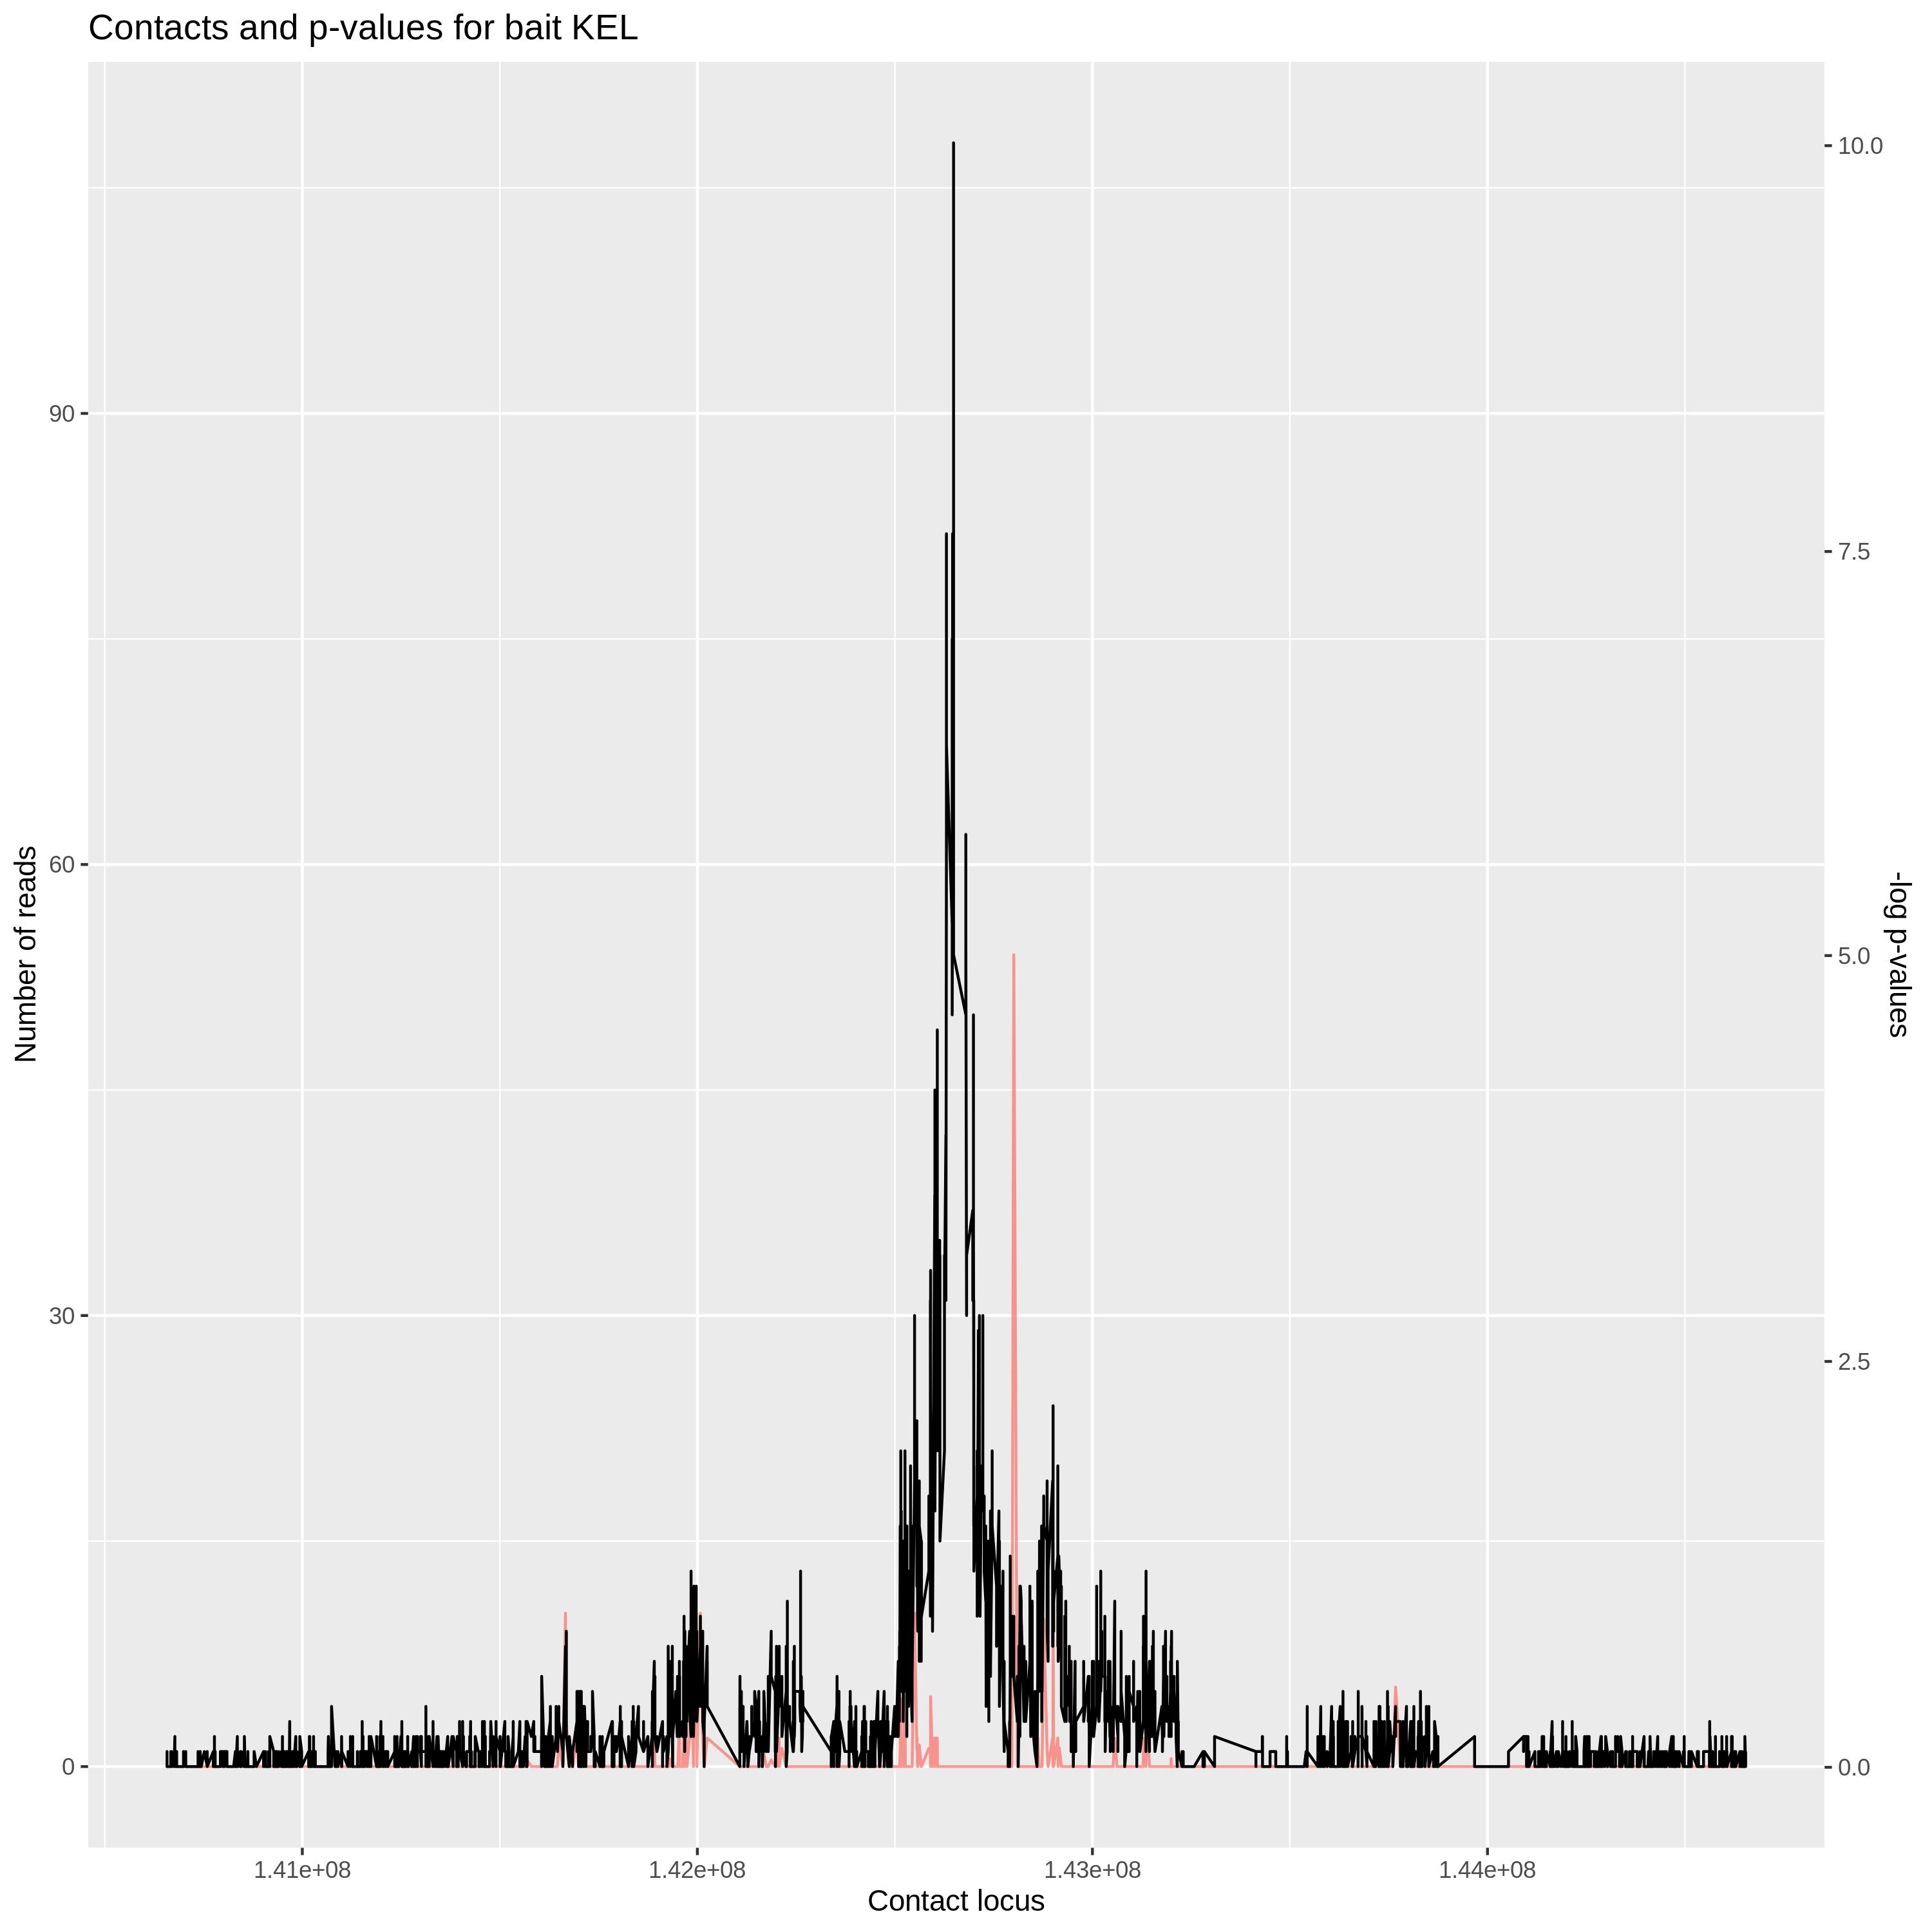 Contacts and p-values for bait KEL
10.0
90
7.5
60
5.0
30
2.5
0
0.0
Number of reads
-log p-values
1.41e+08
1.42e+08
1.43e+08
1.44e+08
Contact locus